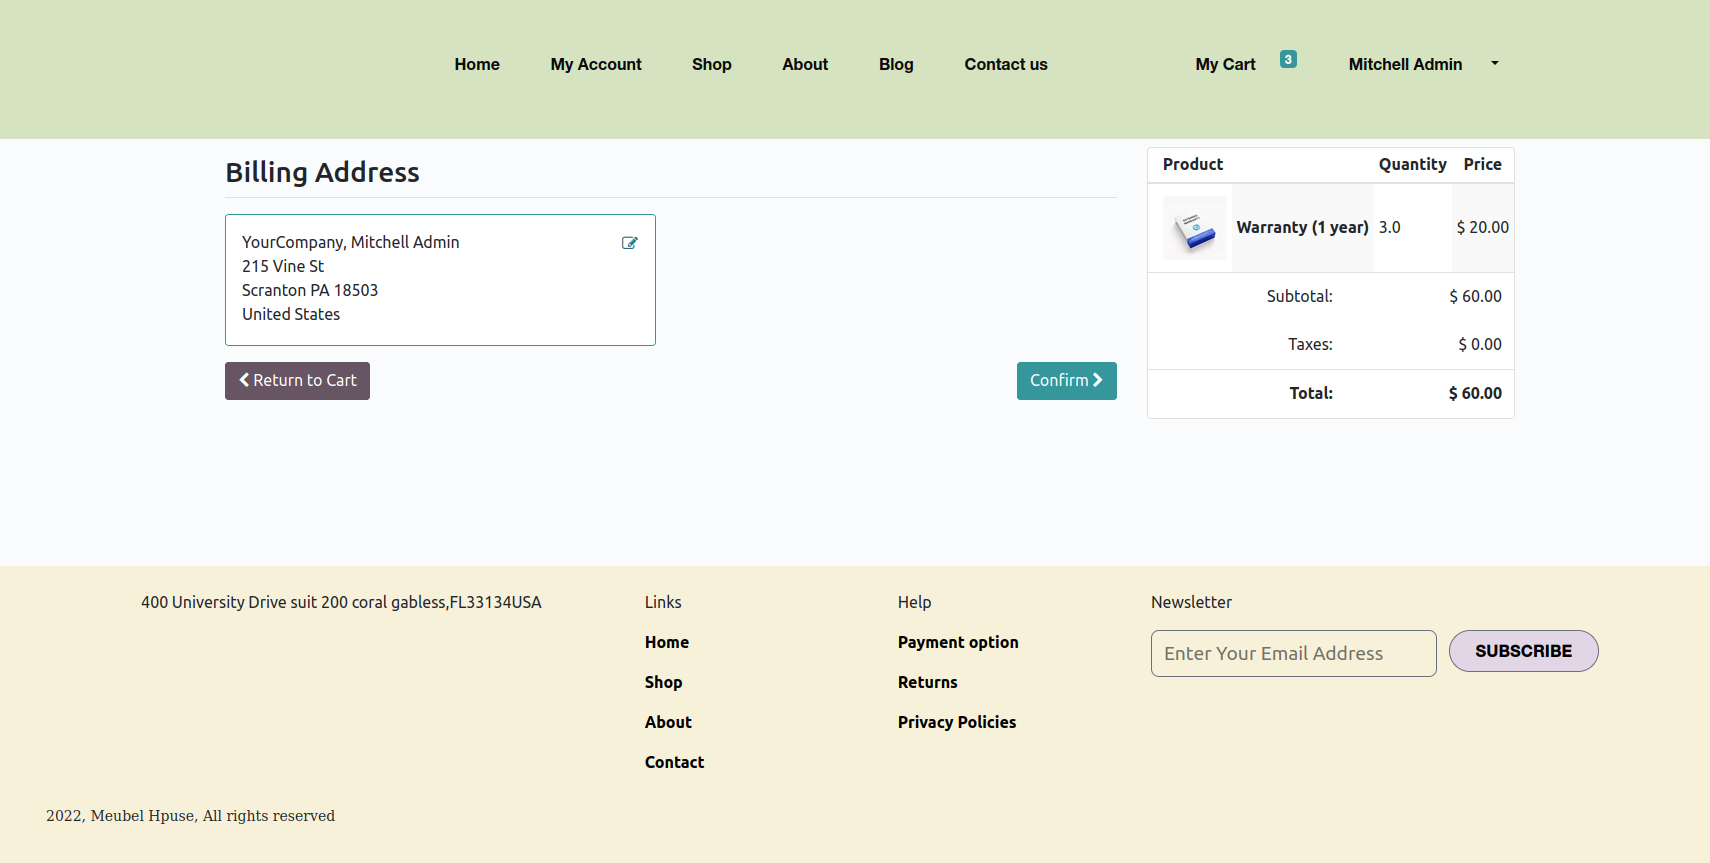 Home My Account Shop About Blog Contact us My Cart 3 Mitchell Admin
Billing Address
YourCompany, Mitchell Admin
215 Vine St
Scranton PA 18503
United States
Return to Cart
Confirm
Product Quantity Price
Warranty (1 year) 3.0 $ 20.00
Subtotal: $ 60.00
Taxes: $ 0.00
Total: $ 60.00
400 University Drive suit 200 coral gabless,FL33134USA
Links
Home
Shop
About
Contact
Help
Payment option
Returns
Privacy Policies
Newsletter
Enter Your Email Address
SUBSCRIBE
2022, Meubel Hpuse, All rights reserved